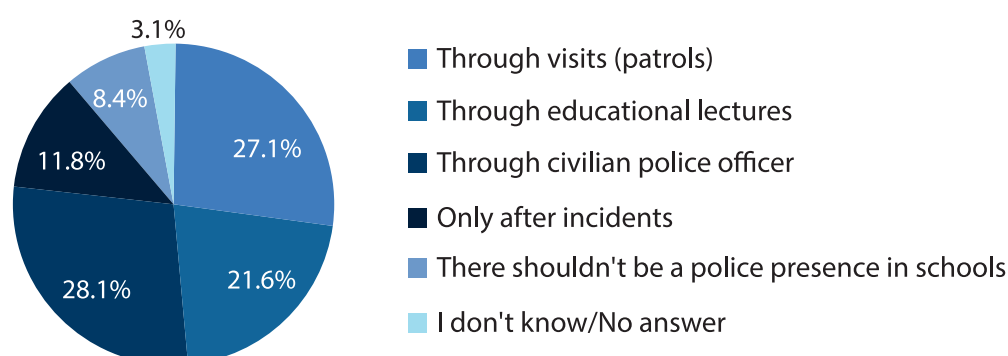 3.1%
8.4%
27.1%
11.8%
21.6%
28.1%
Through visits (patrols)
Through educational lectures
Through civilian police officer
Only after incidents
There shouldn't be a police presence in schools
I don't know/No answer